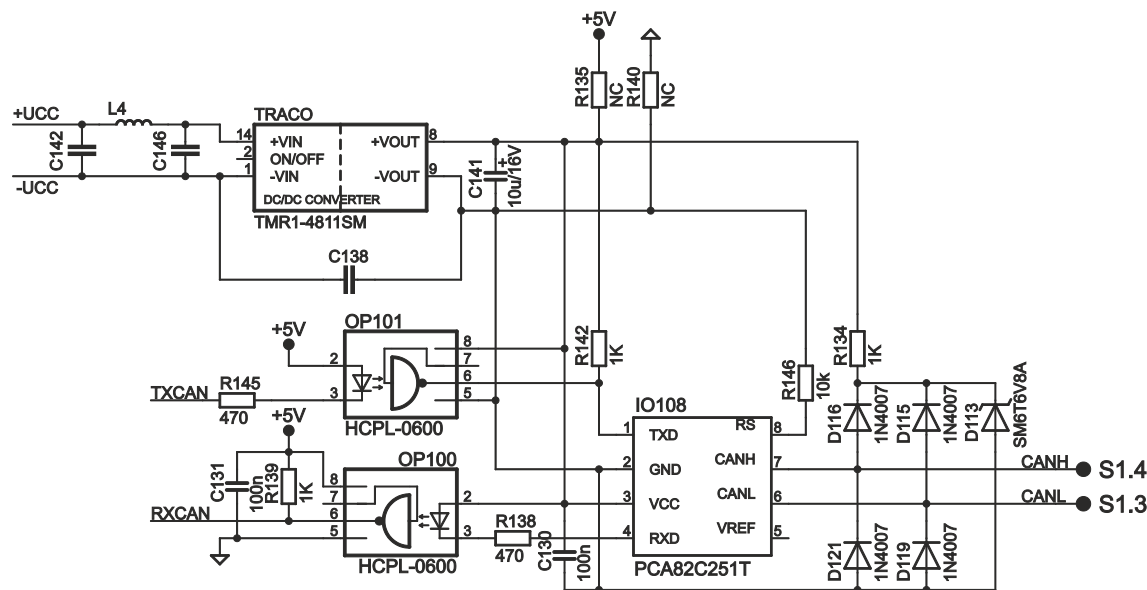 +5V
R135
NC
R140
NC
+UCC
L4
C142
C146
-UCC
TRACO
14
+VIN
2
ON/OFF
1
-VIN
+VOUT
8
-VOUT
9
DC/DC CONVERTER
TMR1-4811SM
C141
+
10u/16V
C138
OP101
+5V
2
3
8
7
6
5
HCPL-0600
TXCAN
R145
470
R142
1K
R146
10k
R134
1K
+5V
C131
100n
R139
1K
RXCAN
OP100
8
7
6
5
2
3
HCPL-0600
R138
470
C130
100n
IO108
1
TXD
2
GND
3
VCC
4
RXD
RS
8
CANH
7
CANL
6
VREF
5
PCA82C251T
D116
1N4007
D115
1N4007
D113
SM6T6V8A
CANH
S1.4
CANL
S1.3
D121
1N4007
D119
1N4007